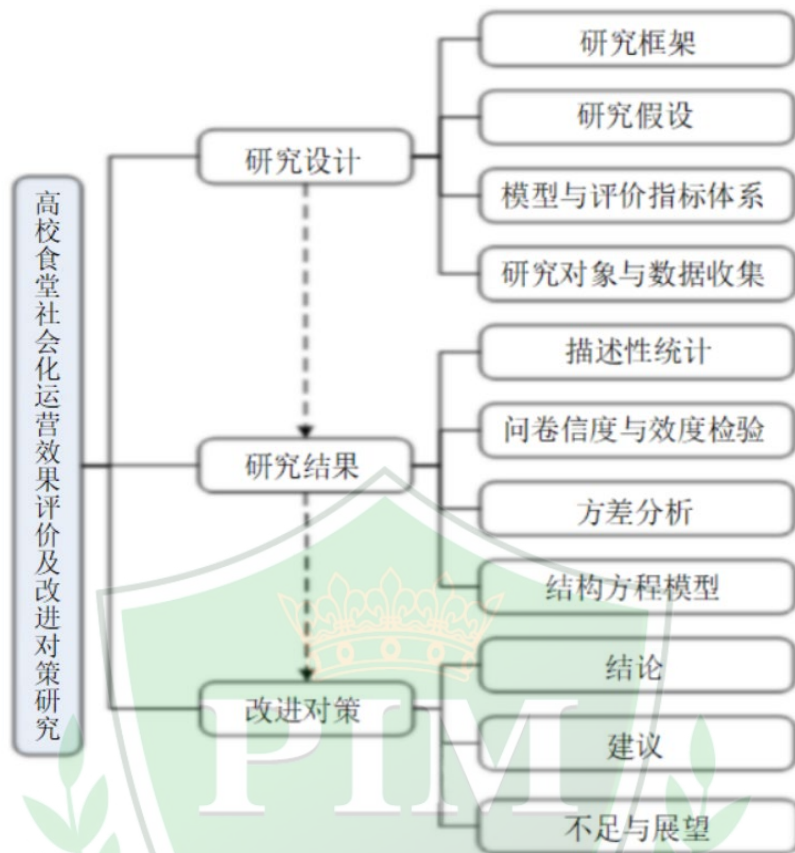 高校食堂社会化运营效果评价及改进对策研究
研究设计
研究框架
研究假设
模型与评价指标体系
研究对象与数据收集
研究结果
描述性统计
问卷信度与效度检验
方差分析
结构方程模型
改进对策
结论
建议
不足与展望
PIM